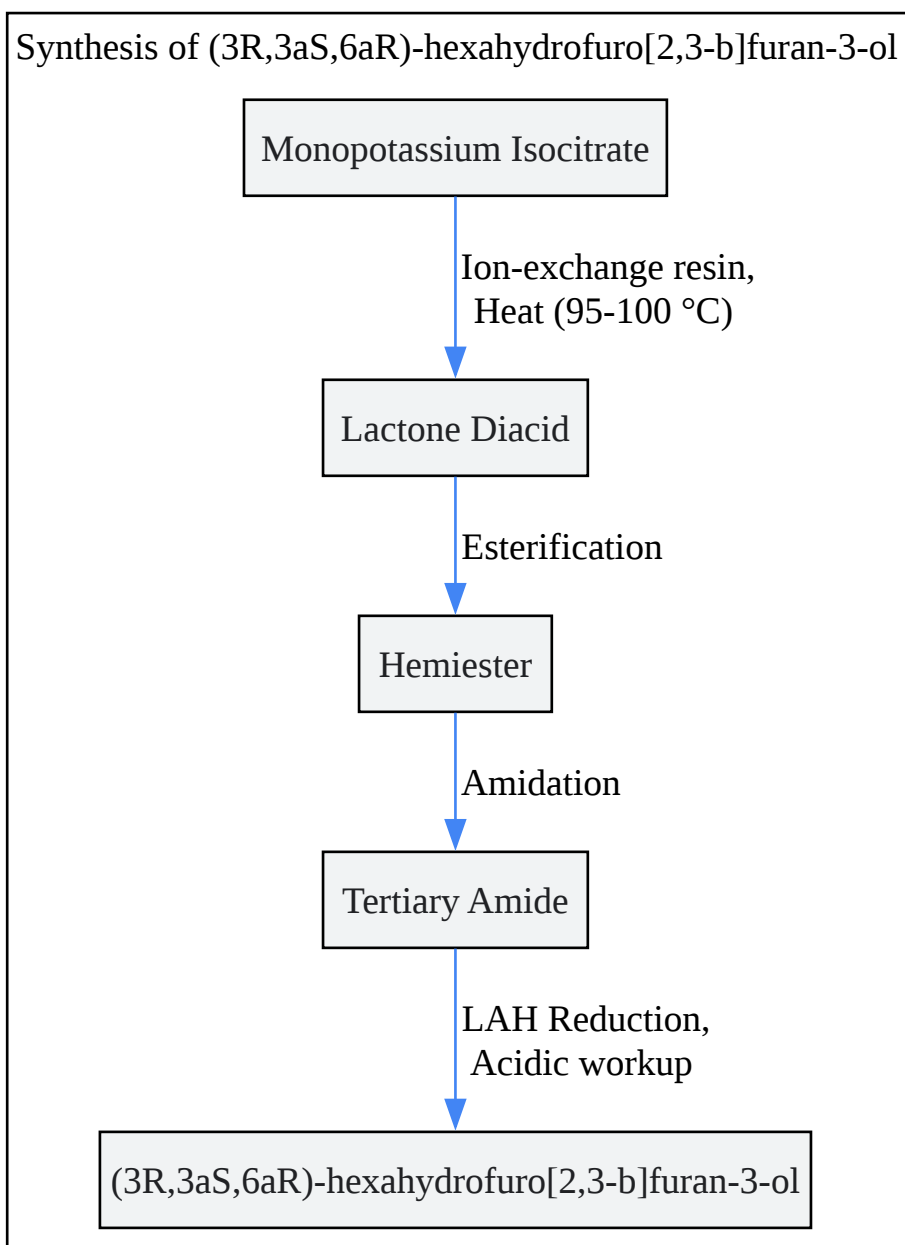 Synthesis of (3R,3aS,6aR)-hexahydrofuro[2,3-b]furan-3-ol
Monopotassium Isocitrate
Ion-exchange resin,
Heat (95-100 °C)
Lactone Diacid
Esterification
Hemiester
Amidation
Tertiary Amide
LAH Reduction,
Acidic workup
(3R,3aS,6aR)-hexahydrofuro[2,3-b]furan-3-ol